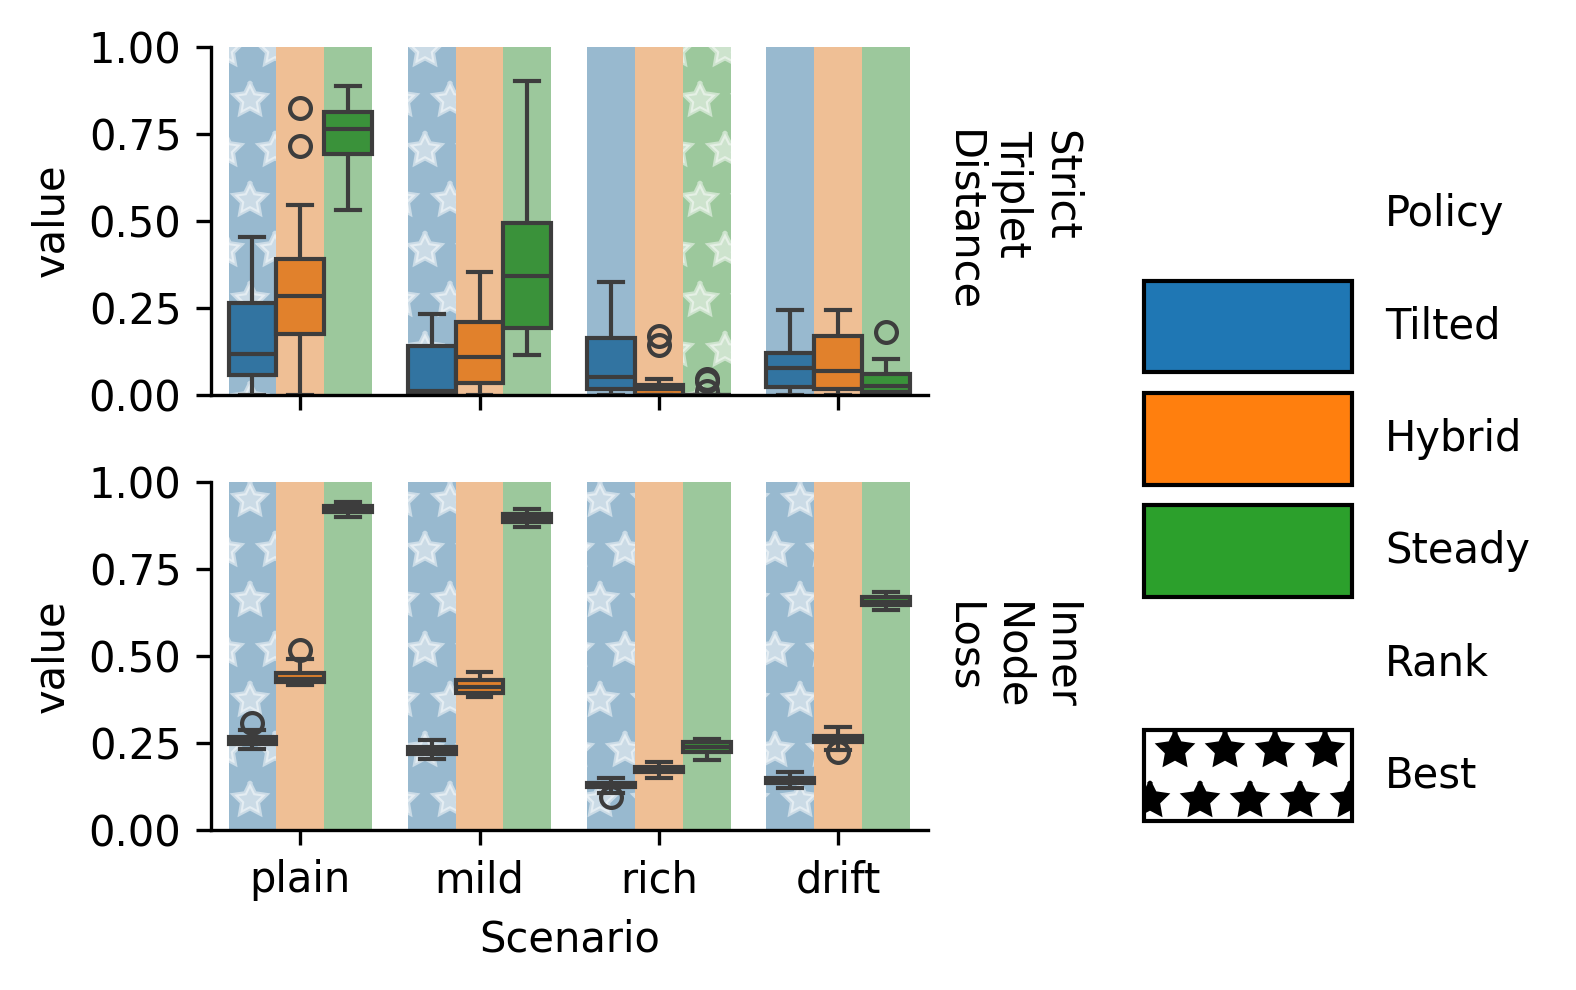 1.00
0.75
0.50
0.25
0.00
value
Strict
Triplet
Distance
1.00
0.75
0.50
0.25
0.00
value
Inner
Node
Loss
plain
mild
rich
drift
Scenario
Policy
Tilted
Hybrid
Steady
Rank
Best